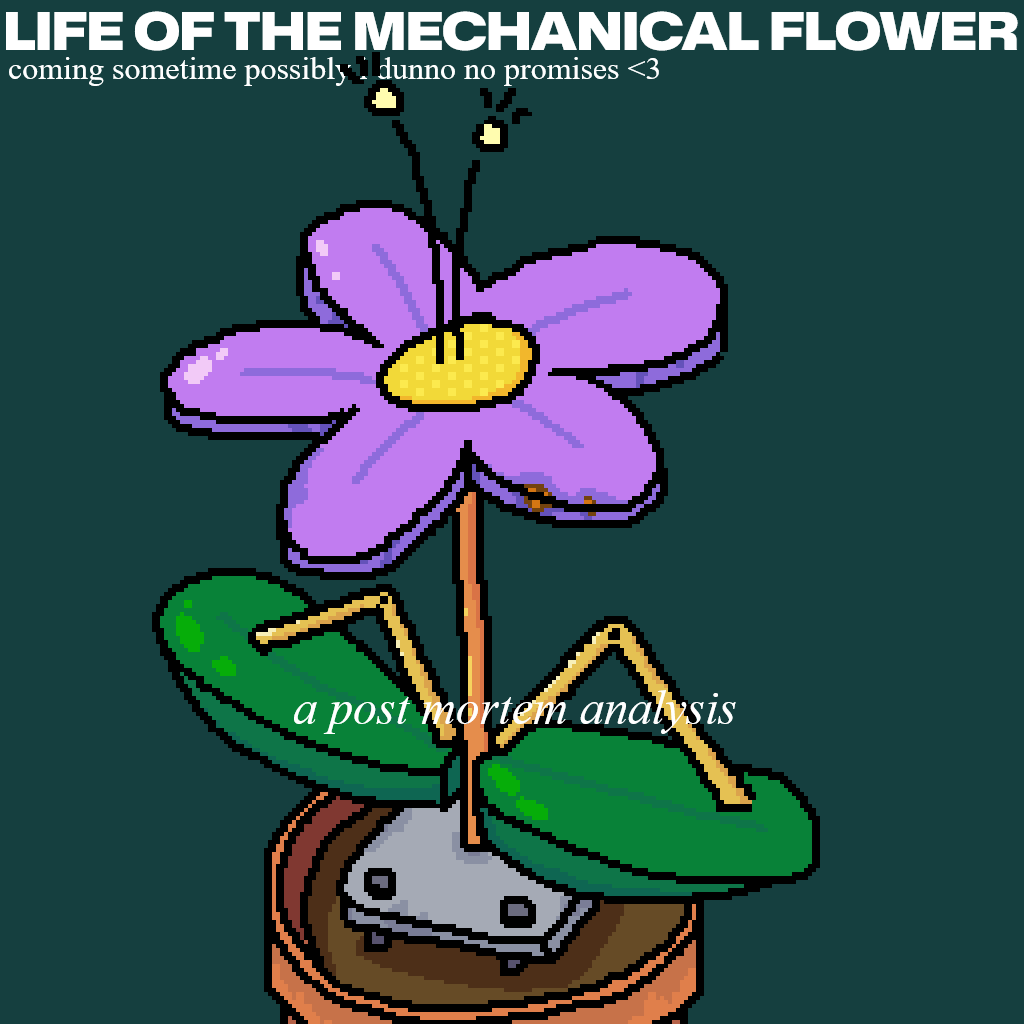 LIFE OF THE MECHANICAL FLOWER
coming sometime possibly i dunno no promises <3
a post mortem analysis